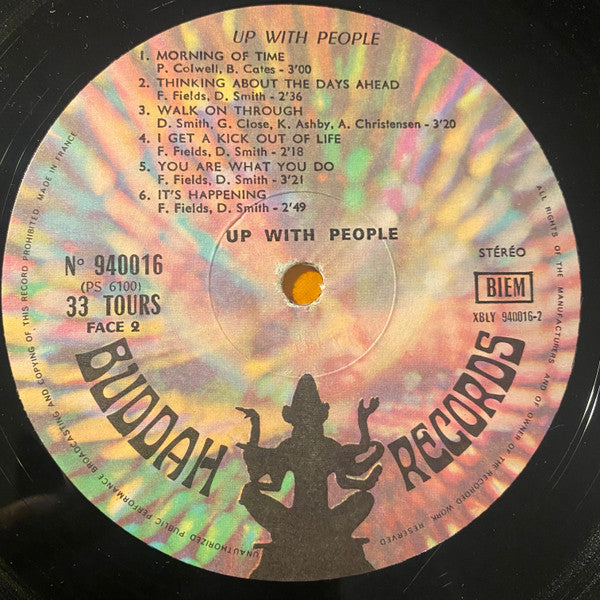 UP WITH PEOPLE
1. MORNING OF TIME
P. Colwell, B. Cates - 3'00
2. THINKING ABOUT THE DAYS AHEAD
F. Fields, D. Smith - 2'36
3. WALK ON THROUGH
D. Smith, G. Close, K. Ashby, A. Christensen - 3'20
4. I GET A KICK OUT OF LIFE
F. Fields, D. Smith - 2'18
5. YOU ARE WHAT YOU DO
F. Fields, D. Smith - 3'21
6. IT'S HAPPENING
F. Fields, D. Smith - 2'49
UP WITH PEOPLE
N° 940016
(PS 6100)
33 TOURS
FACE 2
STÉRÉO
BIEM
XBLY 940016-2
BUDDAH RECORDS
ALL RIGHTS OF THE MANUFACTURERS AND OF OWNER OF THE RECORDED WORK RESERVED
UNAUTHORIZED PUBLIC PERFORMANCE BROADCASTING AND COPYING OF THIS RECORD PROHIBITED. MADE IN FRANCE